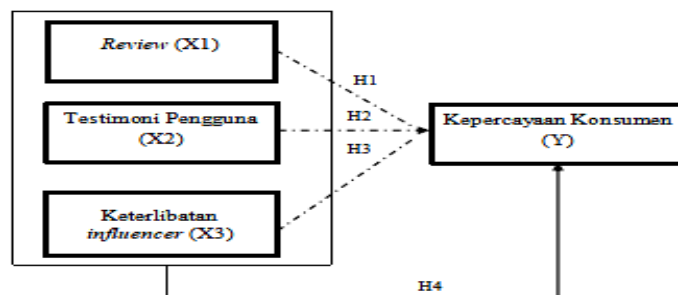 Review (X1)
H1
Testimoni Pengguna
(X2)
H2
Kepercayaan Konsumen
(Y)
H3
Keterlibatan
influencer (X3)
H4